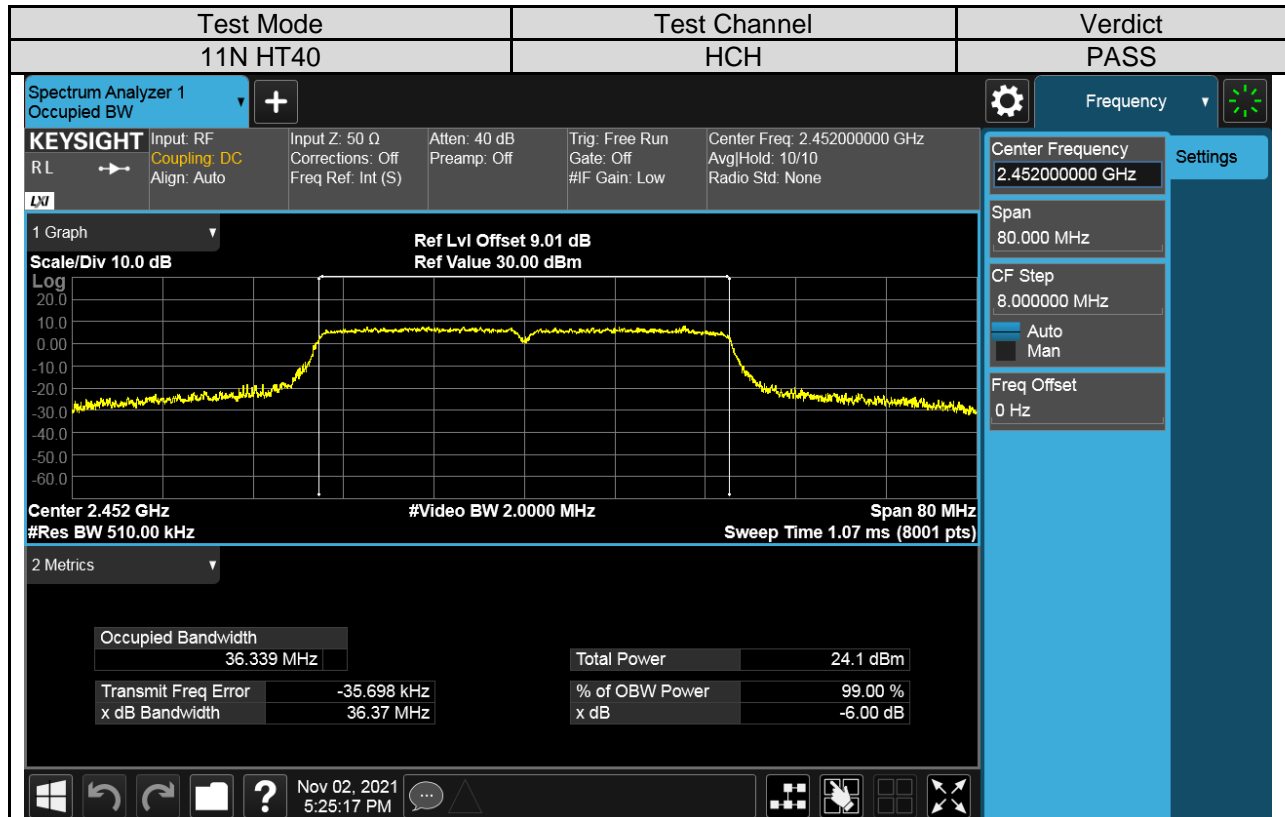 Test Mode Test Channel Verdict
11N HT40 HCH PASS
Spectrum Analyzer 1
Occupied BW
Frequency
KEYSIGHT Input: RF Input Z: 50 Ω Atten: 40 dB Trig: Free Run Center Freq: 2.452000000 GHz
RL Coupling: DC Corrections: Off Preamp: Off Gate: Off Avg|Hold: 10/10
Align: Auto Freq Ref: Int (S) #IF Gain: Low Radio Std: None
LXI
Center Frequency
2.452000000 GHz
Settings
Span
80.000 MHz
CF Step
8.000000 MHz
Auto
Man
Freq Offset
0 Hz
1 Graph
Ref Lvl Offset 9.01 dB
Scale/Div 10.0 dB Ref Value 30.00 dBm
Log
20.0
10.0
0.00
-10.0
-20.0
-30.0
-40.0
-50.0
-60.0
Center 2.452 GHz #Video BW 2.0000 MHz Span 80 MHz
#Res BW 510.00 kHz Sweep Time 1.07 ms (8001 pts)
2 Metrics
Occupied Bandwidth
36.339 MHz Total Power 24.1 dBm
Transmit Freq Error -35.698 kHz % of OBW Power 99.00 %
x dB Bandwidth 36.37 MHz x dB -6.00 dB
? Nov 02, 2021
5:25:17 PM